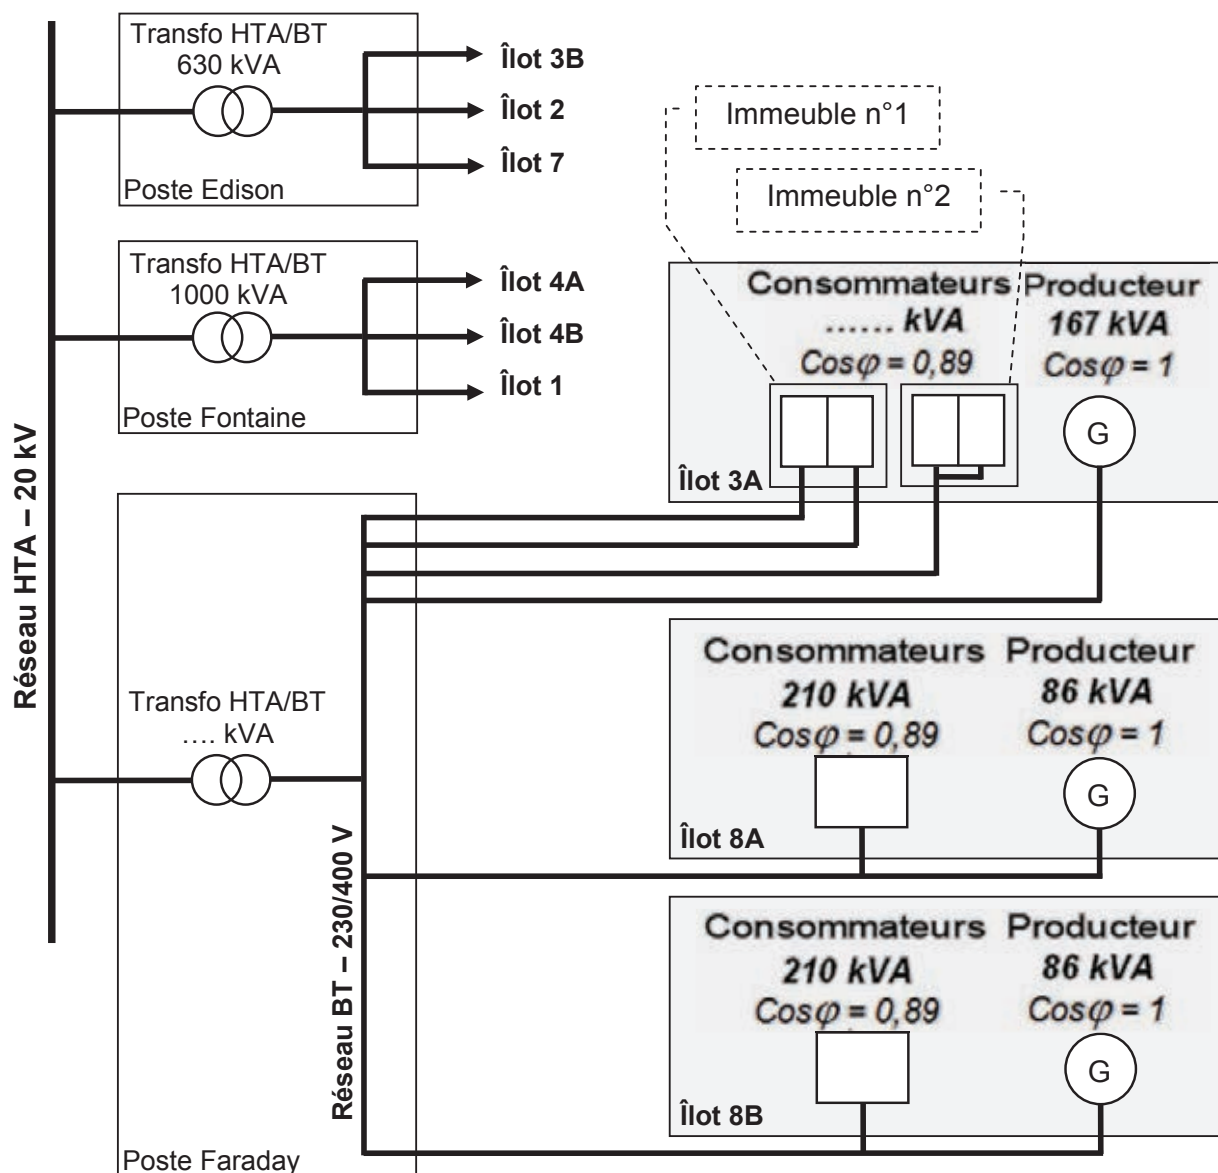 Transfo HTA/BT
630 kVA
Îlot 3B
Îlot 2
Îlot 7
Poste Edison
Immeuble n°1
Immeuble n°2
Transfo HTA/BT
1000 kVA
Îlot 4A
Îlot 4B
Îlot 1
Poste Fontaine
Consommateurs
...... kVA
Cosφ = 0,89
Producteur
167 kVA
Cosφ = 1
G
Îlot 3A
Réseau HTA – 20 kV
Transfo HTA/BT
.... kVA
Réseau BT – 230/400 V
Poste Faraday
Consommateurs
210 kVA
Cosφ = 0,89
Producteur
86 kVA
Cosφ = 1
G
Îlot 8A
Consommateurs
210 kVA
Cosφ = 0,89
Producteur
86 kVA
Cosφ = 1
G
Îlot 8B